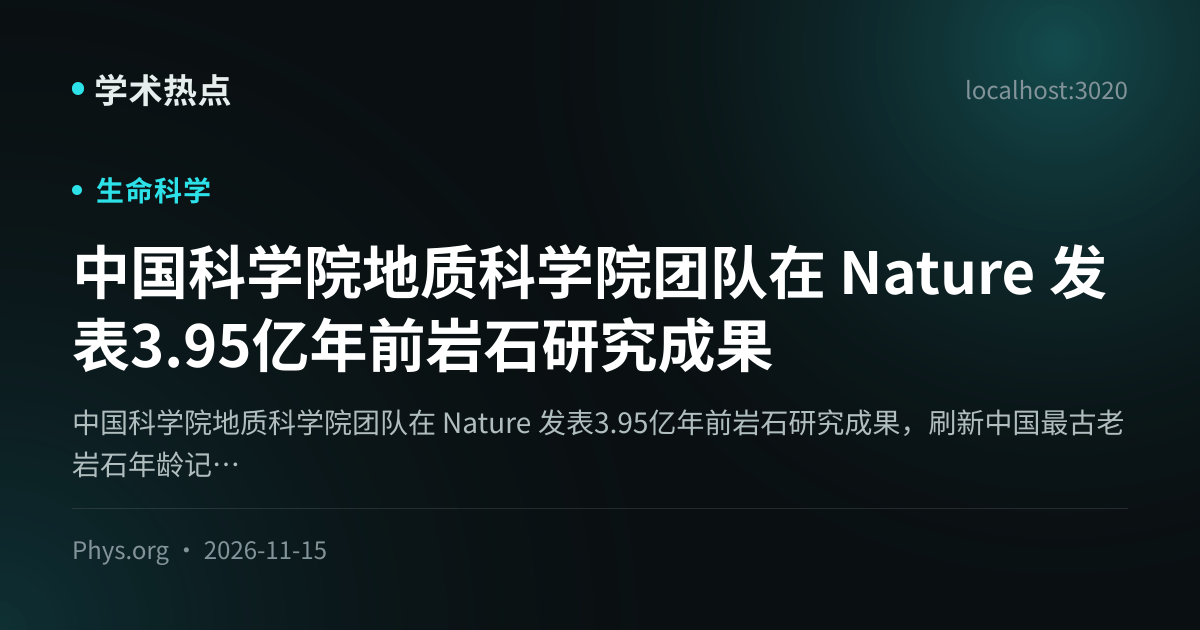 学术热点
localhost:3020
生命科学
中国科学院地质科学院团队在 Nature 发
表3.95亿年前岩石研究成果
中国科学院地质科学院团队在 Nature 发表3.95亿年前岩石研究成果，刷新中国最古老
岩石年龄记…
Phys.org · 2026-11-15